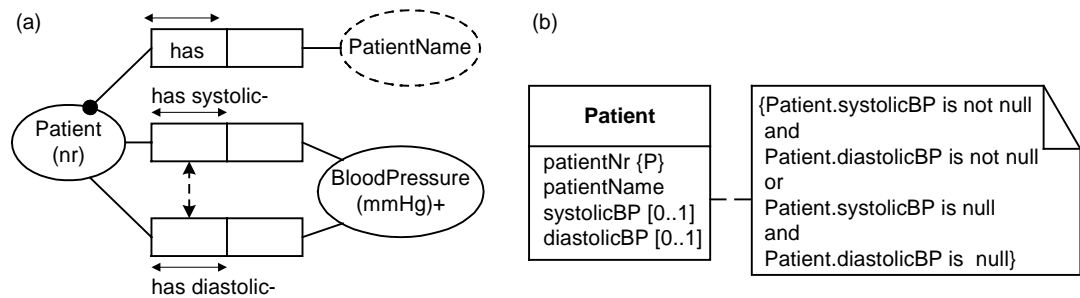 (a)
has
PatientName
has systolic-
Patient
(nr)
BloodPressure
(mmHg)+
has diastolic-
(b)
Patient
patientNr {P}
patientName
systolicBP [0..1]
diastolicBP [0..1]
{Patient.systolicBP is not null
and
Patient.diastolicBP is not null
or
Patient.systolicBP is null
and
Patient.diastolicBP is null}